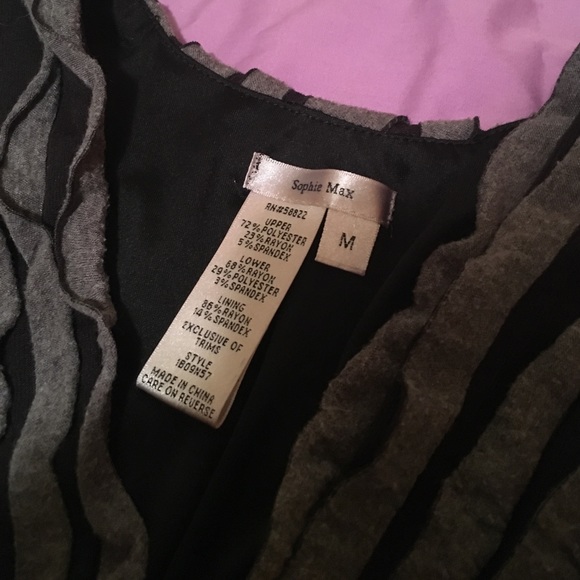 Sophie Max
M
RN#58822
UPPER
72%POLYESTER
23%RAYON
5%SPANDEX
LOWER
68%RAYON
29%POLYESTER
3%SPANDEX
LINING
86%RAYON
14%SPANDEX
EXCLUSIVE OF
TRIMS
STYLE
1809N57
MADE IN CHINA
CARE ON REVERSE